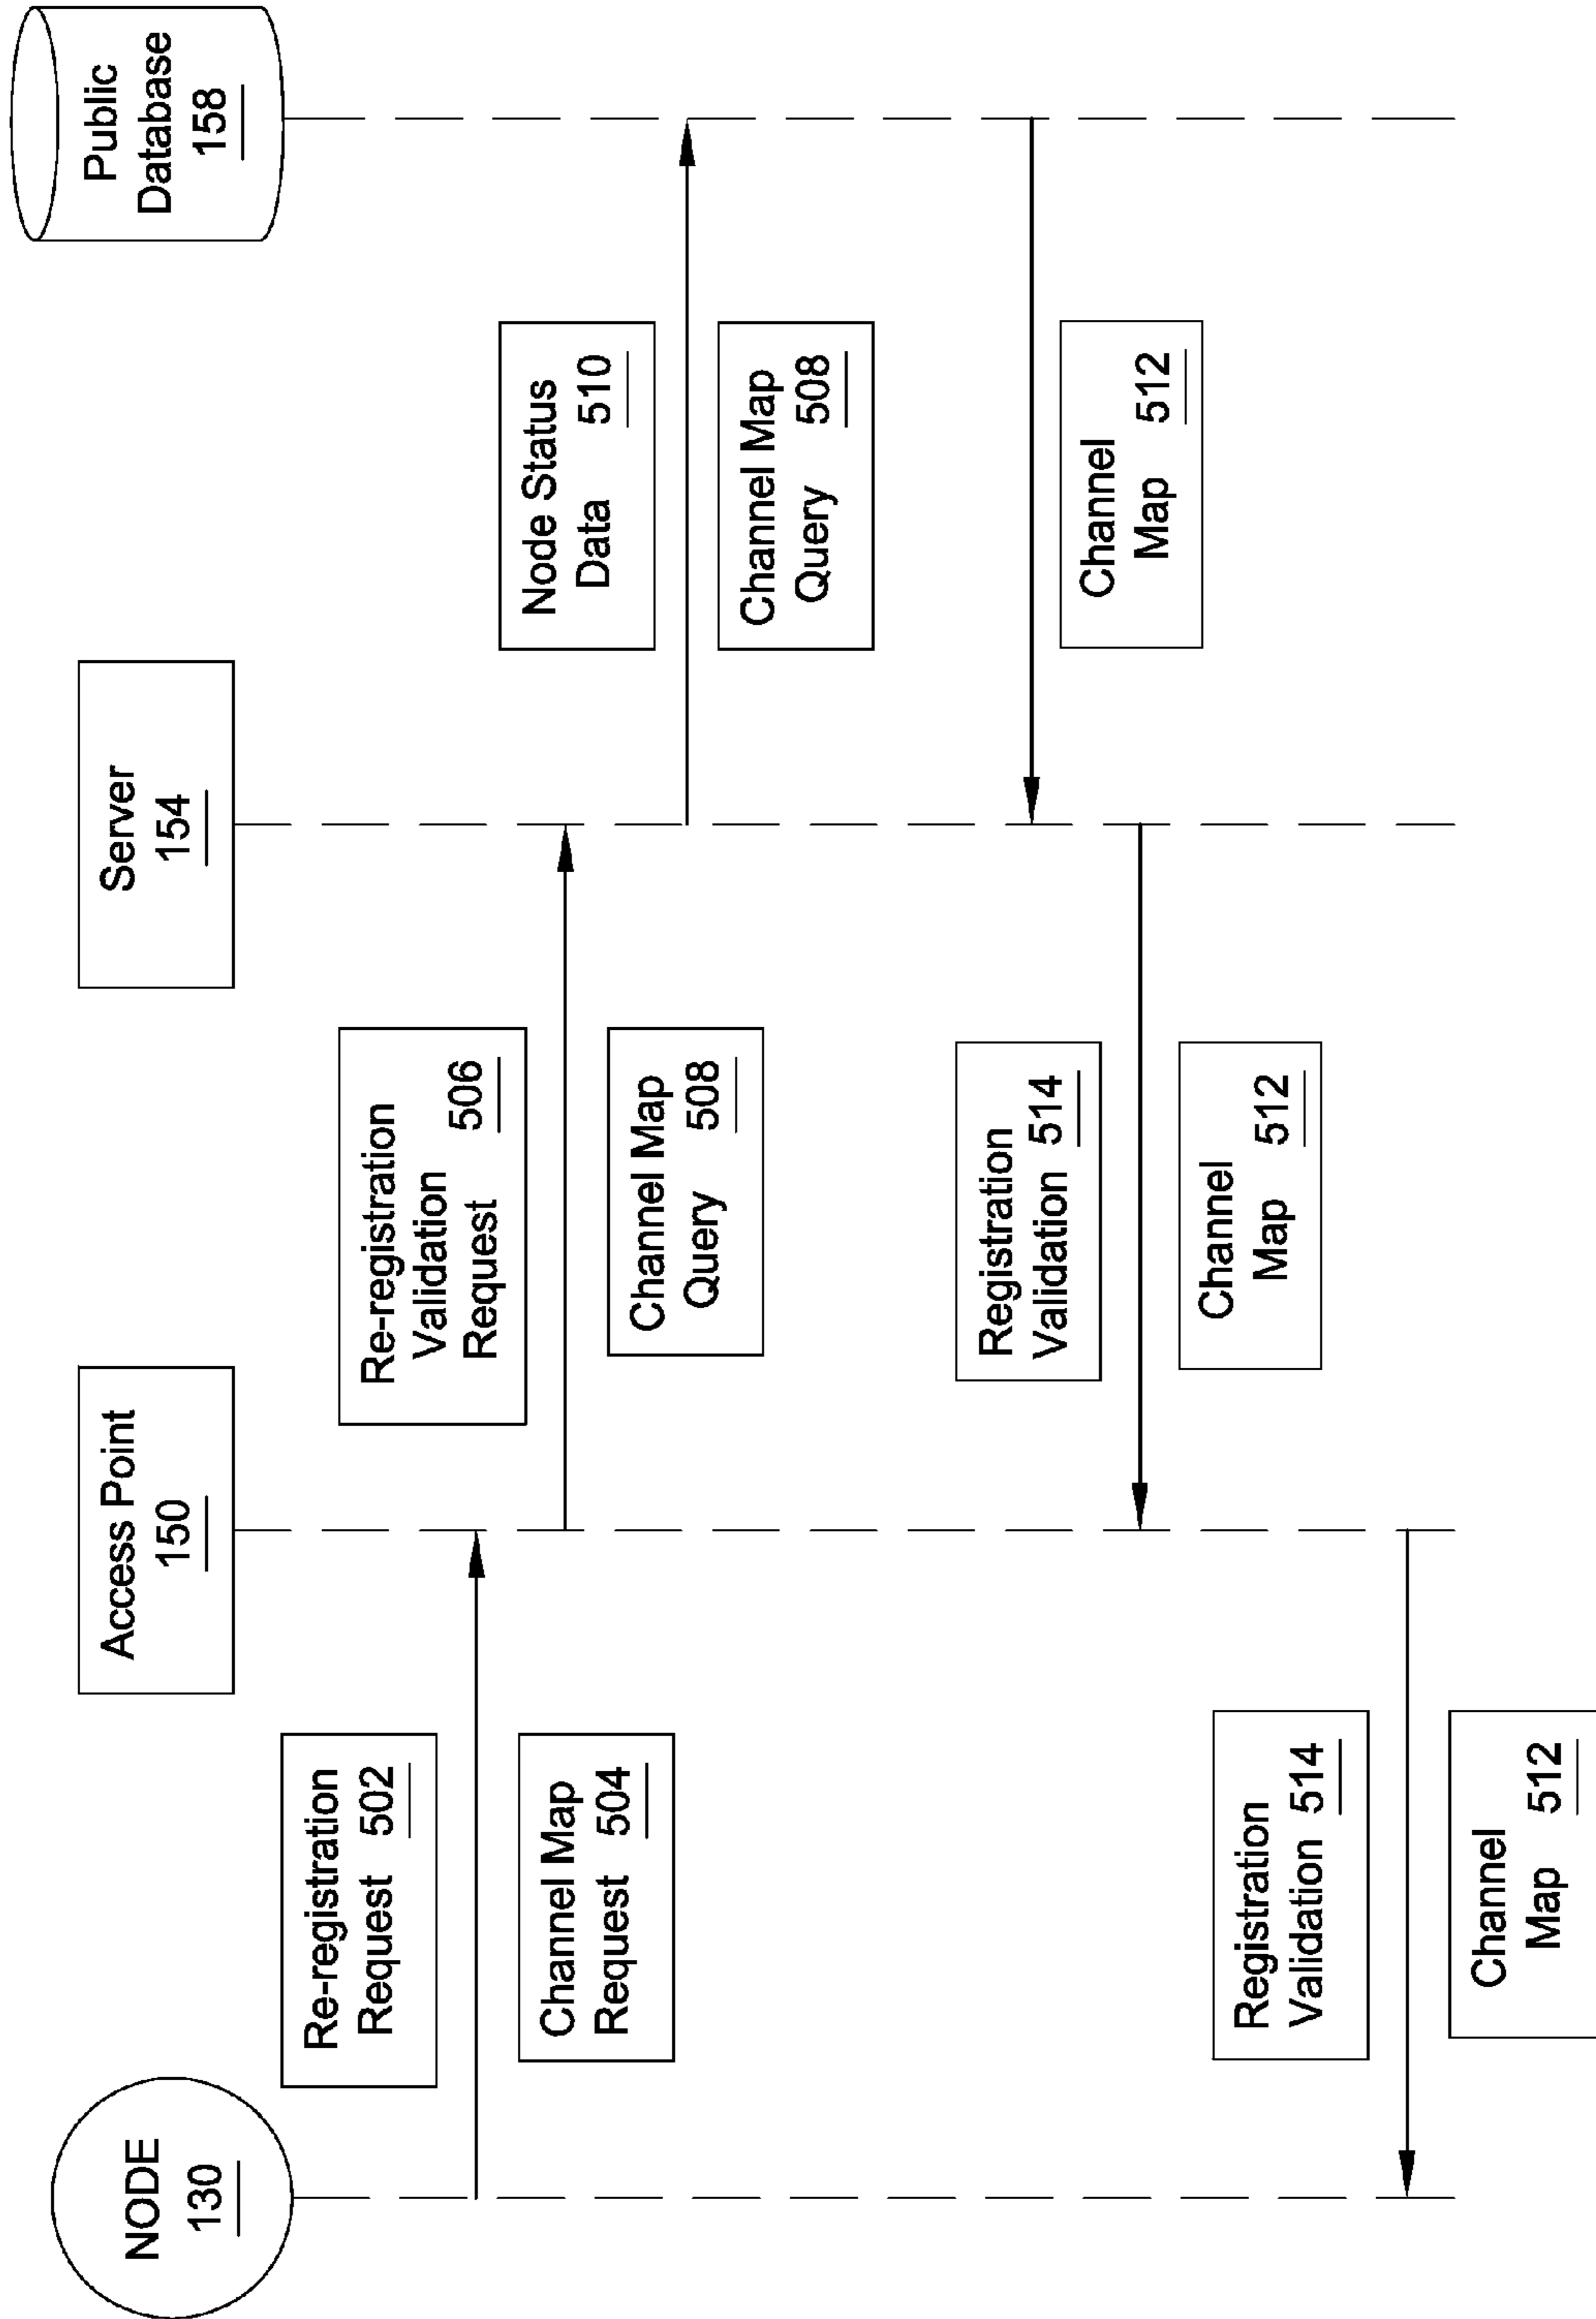 NODE
130
Access Point
150
Server
154
Public
Database
158
Re-registration
Request 502
Channel Map
Request 504
Re-registration
Validation
Request 506
Channel Map
Query 508
Node Status
Data 510
Channel Map
Query 508
Channel
Map 512
Registration
Validation 514
Channel
Map 512
Registration
Validation 514
Channel
Map 512